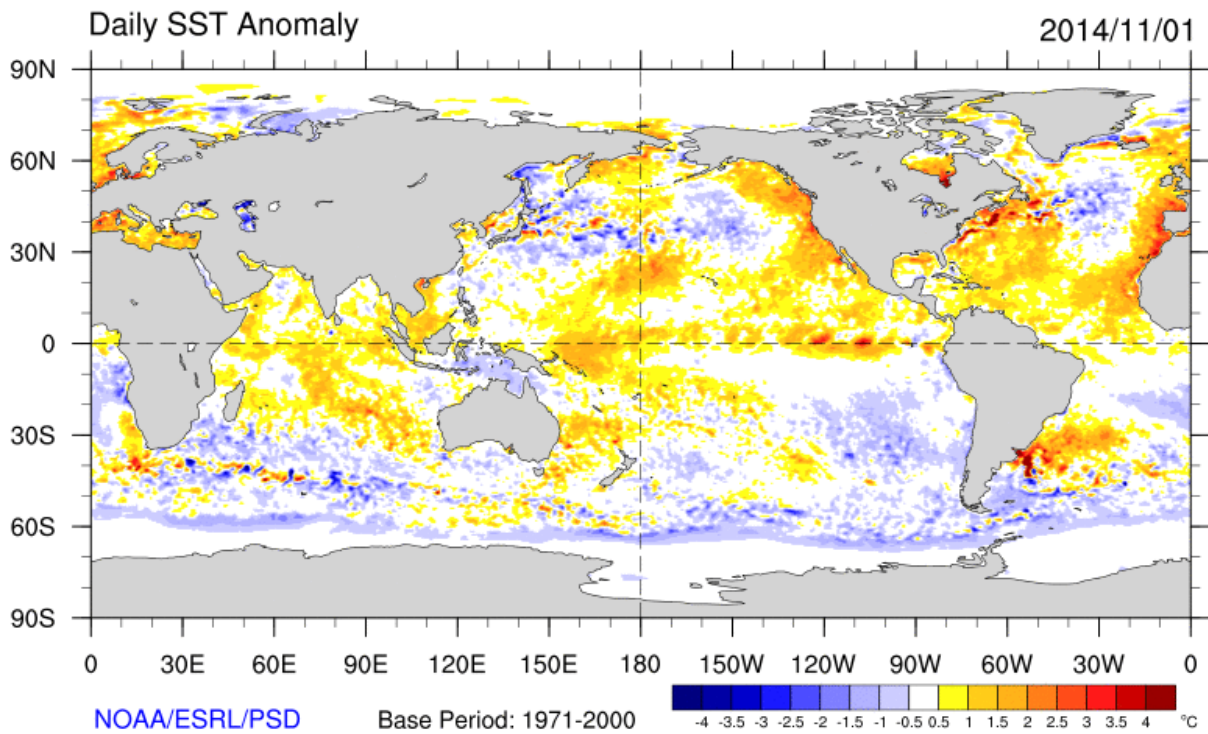 Daily SST Anomaly 2014/11/01
90N
60N
30N
0
30S
60S
90S
0 30E 60E 90E 120E 150E 180 150W 120W 90W 60W 30W 0
NOAA/ESRL/PSD Base Period: 1971-2000
-4 -3.5 -3 -2.5 -2 -1.5 -1 -0.5 0.5 1 1.5 2 2.5 3 3.5 4 °C